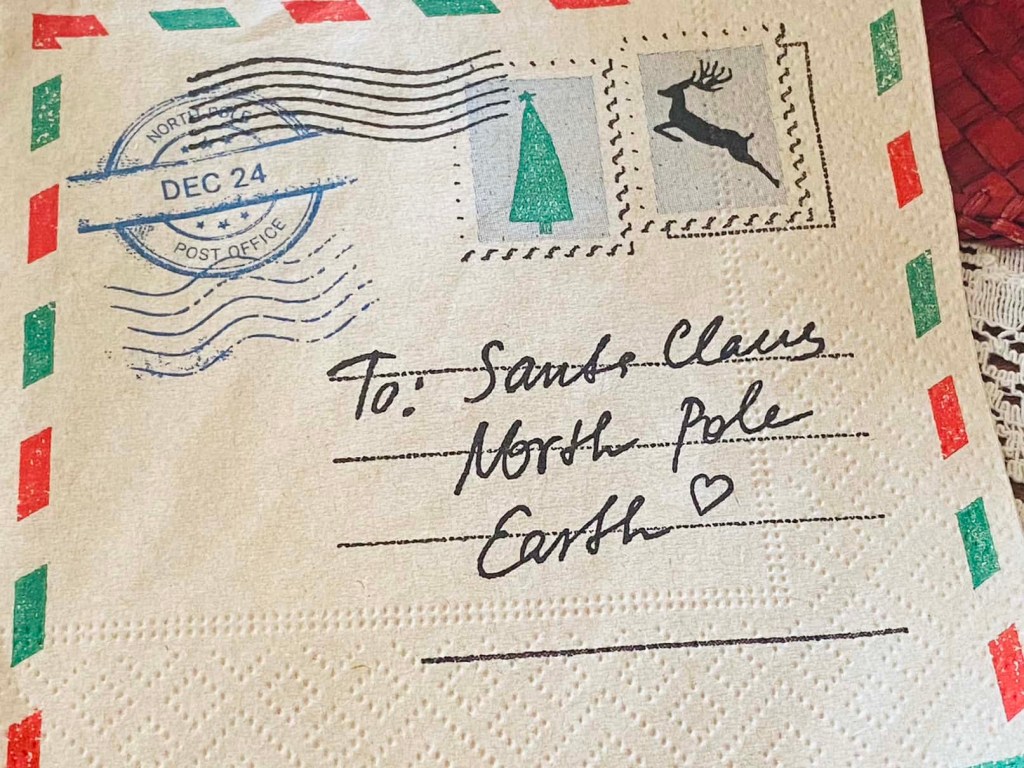 NORTH POLE
DEC 24
POST OFFICE
To: Santa Claus
North Pole
Earth ♡